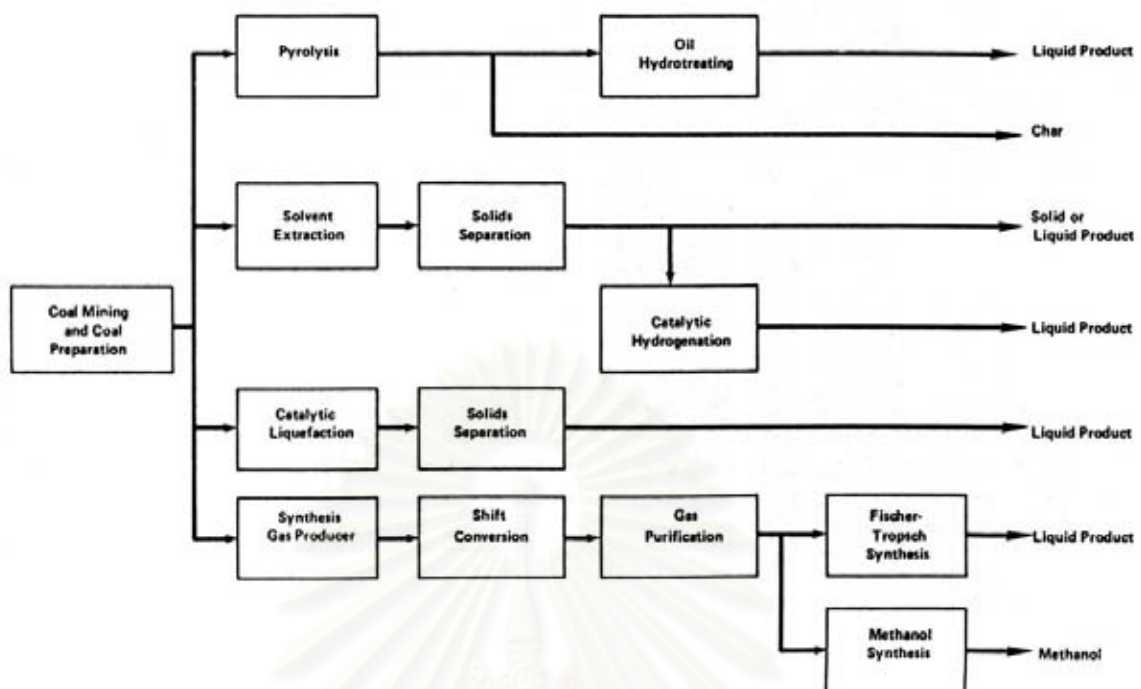 Pyrolysis
Oil
Hydrotreating
Liquid Product
Char
Solvent
Extraction
Solids
Separation
Solid or
Liquid Product
Coal Mining
and Coal
Preparation
Catalytic
Hydrogenation
Liquid Product
Catalytic
Liquefaction
Solids
Separation
Liquid Product
Synthesis
Gas Producer
Shift
Conversion
Gas
Purification
Fischer-
Tropsch
Synthesis
Liquid Product
Methanol
Synthesis
Methanol